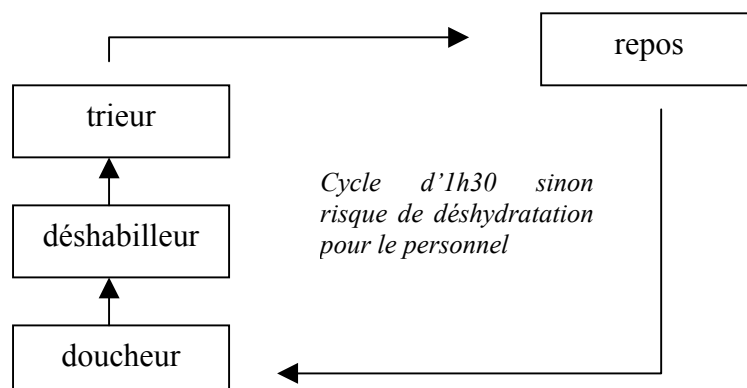 repos
trieur
Cycle d'1h30 sinon
risque de déshydratation
pour le personnel
déshabilleur
doucheur